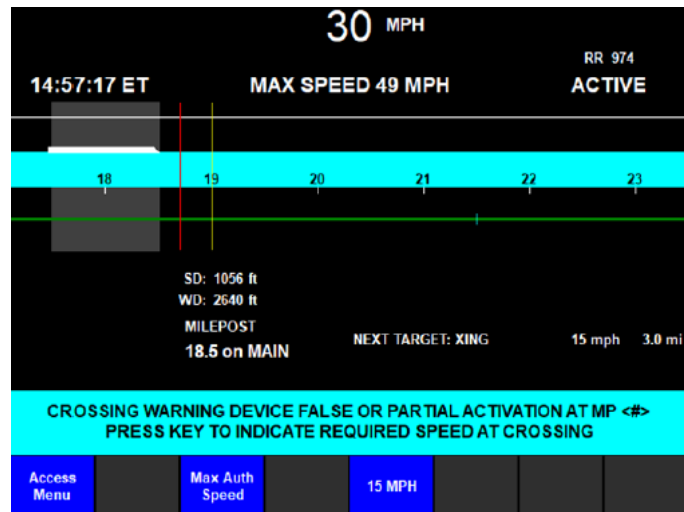 30 MPH
RR 974
14:57:17 ET MAX SPEED 49 MPH ACTIVE
18 19 20 21 22 23
SD: 1056 ft
WD: 2640 ft
MILEPOST
18.5 on MAIN
NEXT TARGET: XING 15 mph 3.0 mi
CROSSING WARNING DEVICE FALSE OR PARTIAL ACTIVATION AT MP <#>
PRESS KEY TO INDICATE REQUIRED SPEED AT CROSSING
Access
Menu
Max Auth
Speed
15 MPH